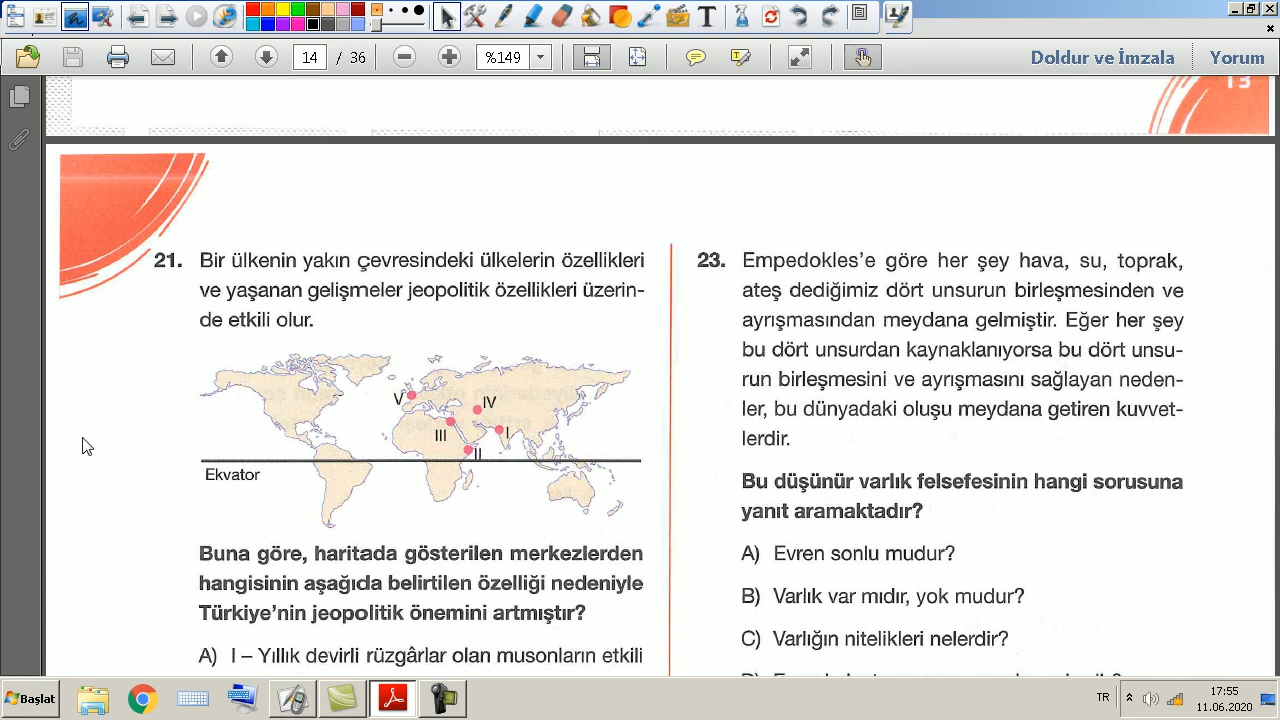 14 / 36
%149
Doldur ve İmzala
Yorum
13
21. Bir ülkenin yakın çevresindeki ülkelerin özellikleri
ve yaşanan gelişmeler jeopolitik özellikleri üzerin-
de etkili olur.
V
IV
III
I
II
Ekvator
Buna göre, haritada gösterilen merkezlerden
hangisinin aşağıda belirtilen özelliği nedeniyle
Türkiye'nin jeopolitik önemini artmıştır?
A) I – Yıllık devirli rüzgârlar olan musonların etkili
23. Empedokles'e göre her şey hava, su, toprak,
ateş dediğimiz dört unsurun birleşmesinden ve
ayrışmasından meydana gelmiştir. Eğer her şey
bu dört unsurdan kaynaklanıyorsa bu dört unsu-
run birleşmesini ve ayrışmasını sağlayan neden-
ler, bu dünyadaki oluşu meydana getiren kuvvet-
lerdir.
Bu düşünür varlık felsefesinin hangi sorusuna
yanıt aramaktadır?
A) Evren sonlu mudur?
B) Varlık var mıdır, yok mudur?
C) Varlığın nitelikleri nelerdir?
Başlat
TR
17:55
11.06.2020